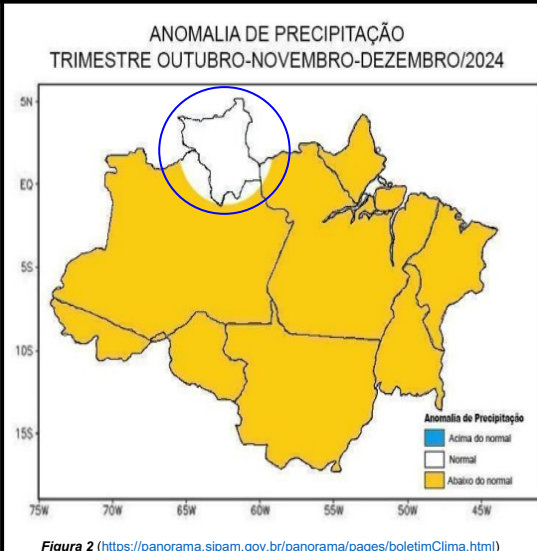 ANOMALIA DE PRECIPITAÇÃO
TRIMESTRE OUTUBRO-NOVEMBRO-DEZEMBRO/2024
5N
EQ
5S
10S
15S
75W 70W 65W 60W 55W 50W 45W
Anomalia de Precipitação
Acima do normal
Normal
Abaixo do normal
Figura 2 (https://panorama.sipam.gov.br/panorama/pages/boletimClima.html)